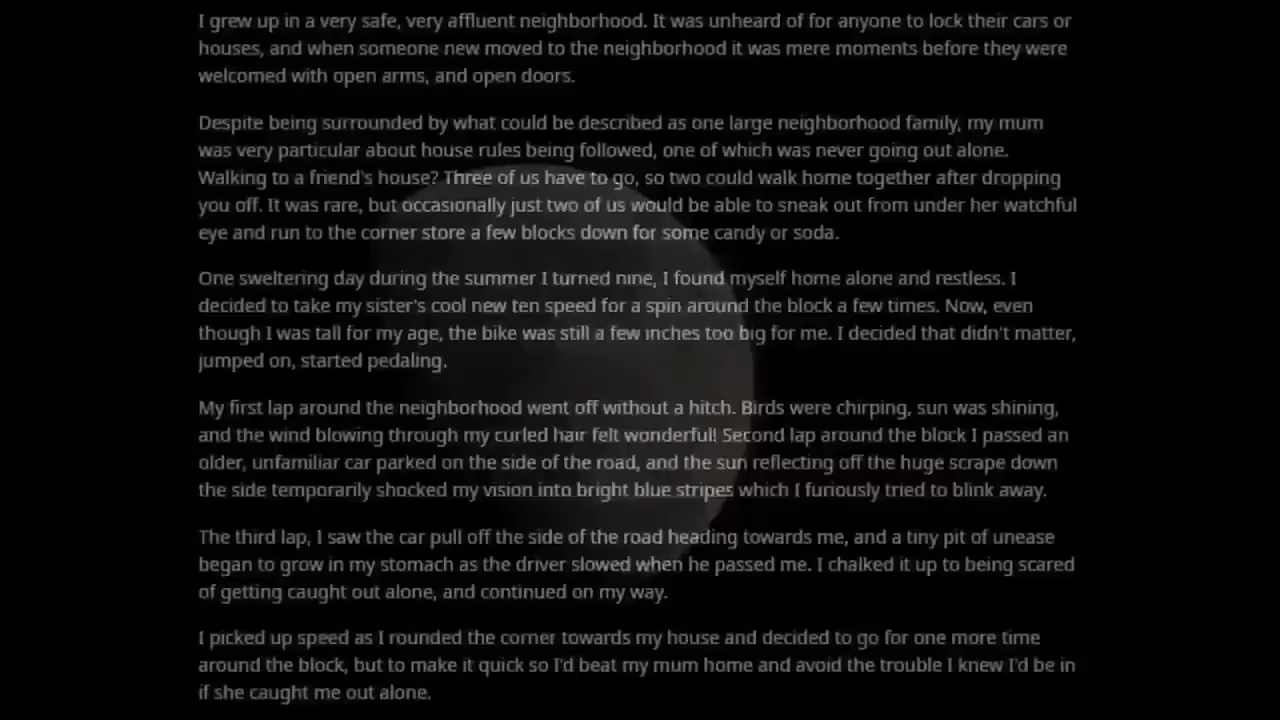 I grew up in a very safe, very affluent neighborhood. It was unheard of for anyone to lock their cars or
houses, and when someone new moved to the neighborhood it was mere moments before they were
welcomed with open arms, and open doors.
Despite being surrounded by what could be described as one large neighborhood family, my mum
was very particular about house rules being followed, one of which was never going out alone.
Walking to a friend's house? Three of us have to go, so two could walk home together after dropping
you off. It was rare, but occasionally just two of us would be able to sneak out from under her watchful
eye and run to the corner store a few blocks down for some candy or soda.
One sweltering day during the summer I turned nine, I found myself home alone and restless. I
decided to take my sister's cool new ten speed for a spin around the block a few times. Now, even
though I was tall for my age, the bike was still a few inches too big for me. I decided that didn't matter,
jumped on, started pedaling.
My first lap around the neighborhood went off without a hitch. Birds were chirping, sun was shining,
and the wind blowing through my curled hair felt wonderful! Second lap around the block I passed an
older, unfamiliar car parked on the side of the road, and the sun reflecting off the huge scrape down
the side temporarily shocked my vision into bright blue stripes which I furiously tried to blink away.
The third lap, I saw the car pull off the side of the road heading towards me, and a tiny pit of unease
began to grow in my stomach as the driver slowed when he passed me. I chalked it up to being scared
of getting caught out alone, and continued on my way.
I picked up speed as I rounded the corner towards my house and decided to go for one more time
around the block, but to make it quick so I'd beat my mum home and avoid the trouble I knew I'd be in
if she caught me out alone.